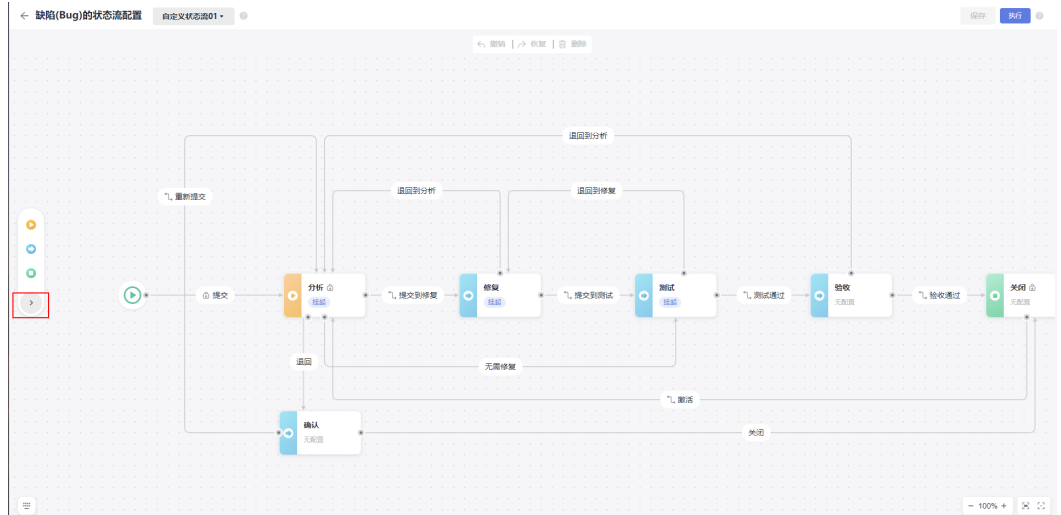 缺陷(Bug)的状态流配置 自定义状态流01 保存 执行
撤销 恢复 删除
退回到分析
重新提交 退回到分析 退回到修复
提交 分析 挂起 提交到修复 修复 挂起 提交到测试 测试 挂起 测试通过 验收 无配置 验收通过 关闭 无配置
退回 无需修复
激活
确认 无配置 关闭
- 100% +